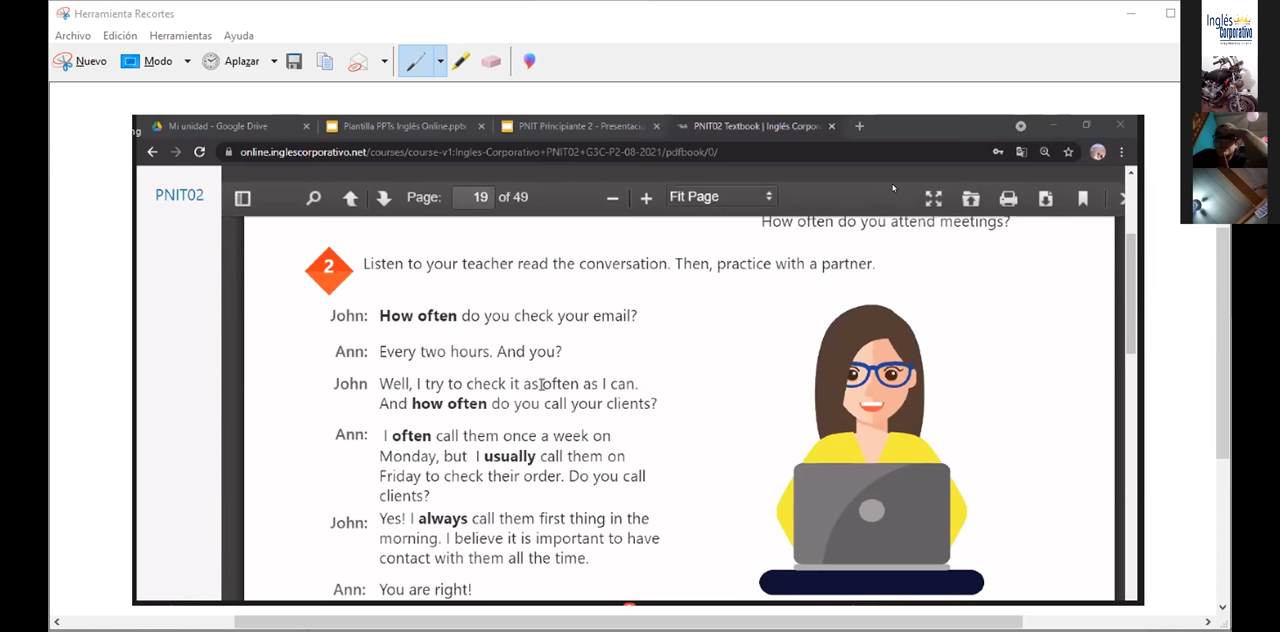 Herramienta Recortes
Archivo Edición Herramientas Ayuda
Nuevo Modo Aplazar
Inglés
Corporativo
ng Mi unidad - Google Drive Plantilla PPTs Inglés Online.pptx PNIT Principiante 2 - Presentacio PNIT02 Textbook | Inglés Corpor
online.inglescorporativo.net/courses/course-v1:Ingles-Corporativo+PNIT02+G3C-P2-08-2021/pdfbook/0/
PNIT02
Page: 19 of 49 Fit Page
How often do you attend meetings?
2 Listen to your teacher read the conversation. Then, practice with a partner.
John: How often do you check your email?
Ann: Every two hours. And you?
John Well, I try to check it as often as I can.
And how often do you call your clients?
Ann: I often call them once a week on
Monday, but I usually call them on
Friday to check their order. Do you call
clients?
John: Yes! I always call them first thing in the
morning. I believe it is important to have
contact with them all the time.
Ann: You are right!